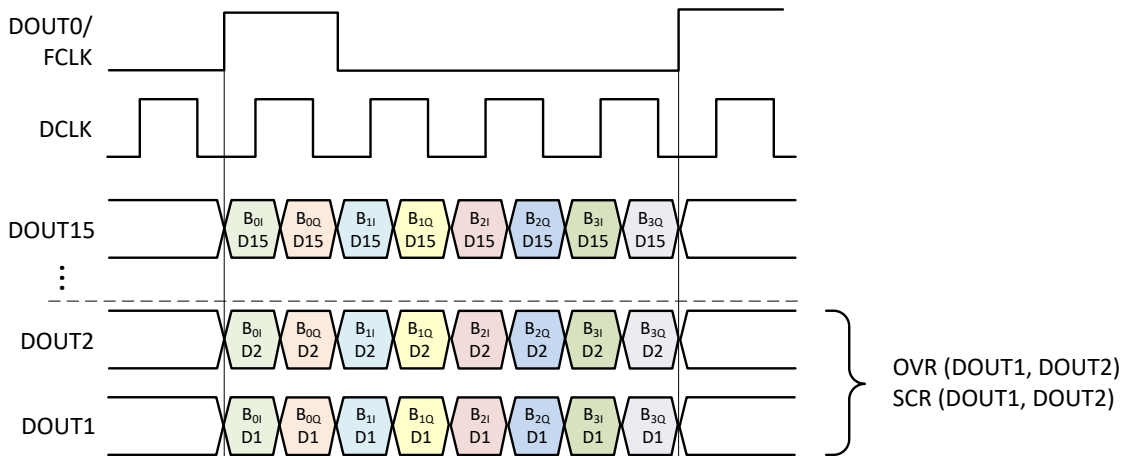 DOUT0/
FCLK
DCLK
DOUT15
B0I B0Q B1I B1Q B2I B2Q B3I B3Q
D15 D15 D15 D15 D15 D15 D15 D15
⋮
DOUT2
B0I B0Q B1I B1Q B2I B2Q B3I B3Q
D2 D2 D2 D2 D2 D2 D2 D2
OVR (DOUT1, DOUT2)
SCR (DOUT1, DOUT2)
DOUT1
B0I B0Q B1I B1Q B2I B2Q B3I B3Q
D1 D1 D1 D1 D1 D1 D1 D1